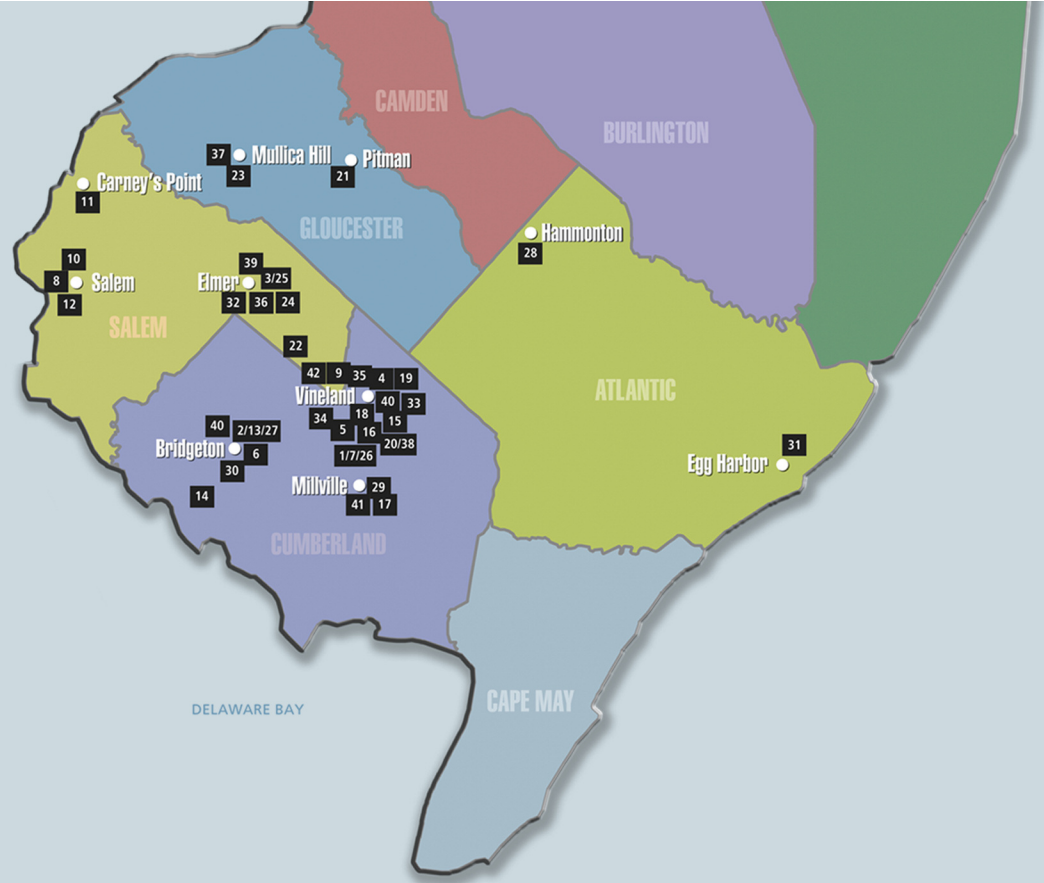 CAMDEN
BURLINGTON
37 Mullica Hill
23
Pitman
21
Carney's Point
11
GLOUCESTER
Hammonton
28
10
8 Salem
12
39
Elmer 3/25
32 36 24
SALEM
22
42 9 35 4 19
Vineland 40 33
34 18 15
5 16 20/38
1/7/26
ATLANTIC
40 2/13/27
Bridgeton 6
30
14
31
Egg Harbor
Millville 29
41 17
CUMBERLAND
CAPE MAY
DELAWARE BAY